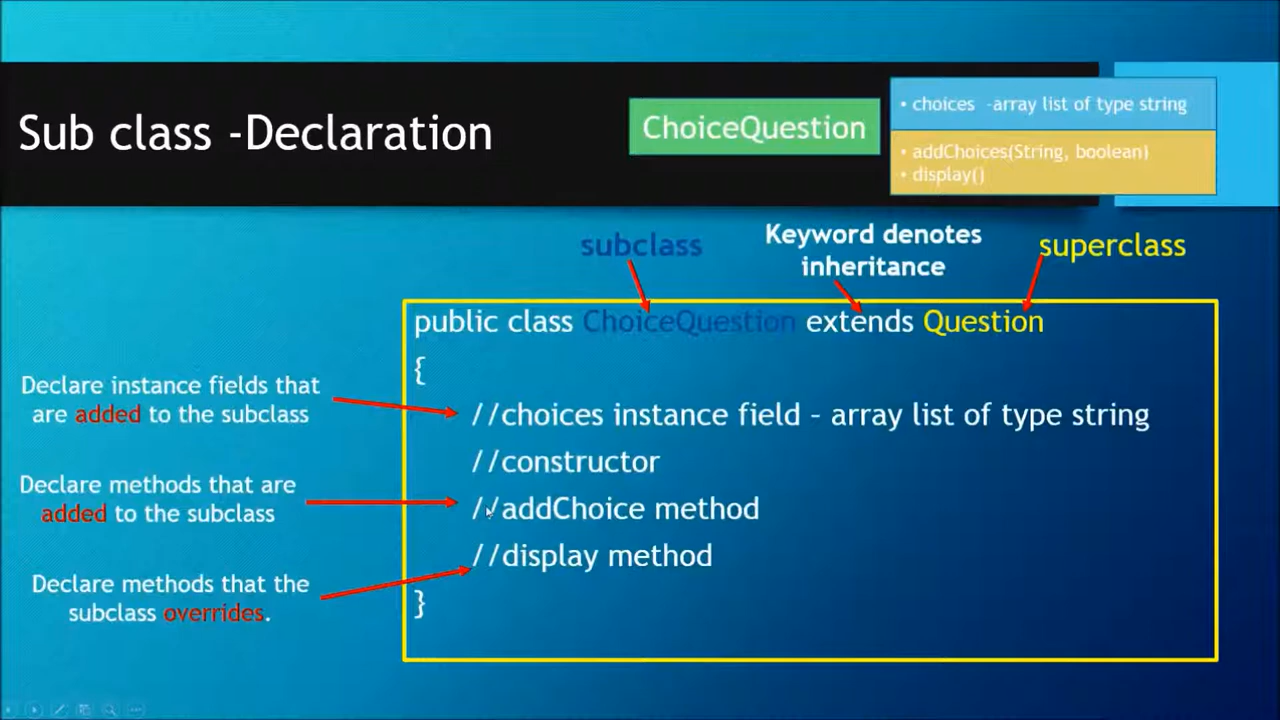 Sub class -Declaration
ChoiceQuestion
• choices -array list of type string
• addChoices(String, boolean)
• display()
subclass
Keyword denotes
inheritance
superclass
public class ChoiceQuestion extends Question
{
Declare instance fields that
are added to the subclass
//choices instance field – array list of type string
//constructor
Declare methods that are
added to the subclass
//addChoice method
//display method
Declare methods that the
subclass overrides.
}